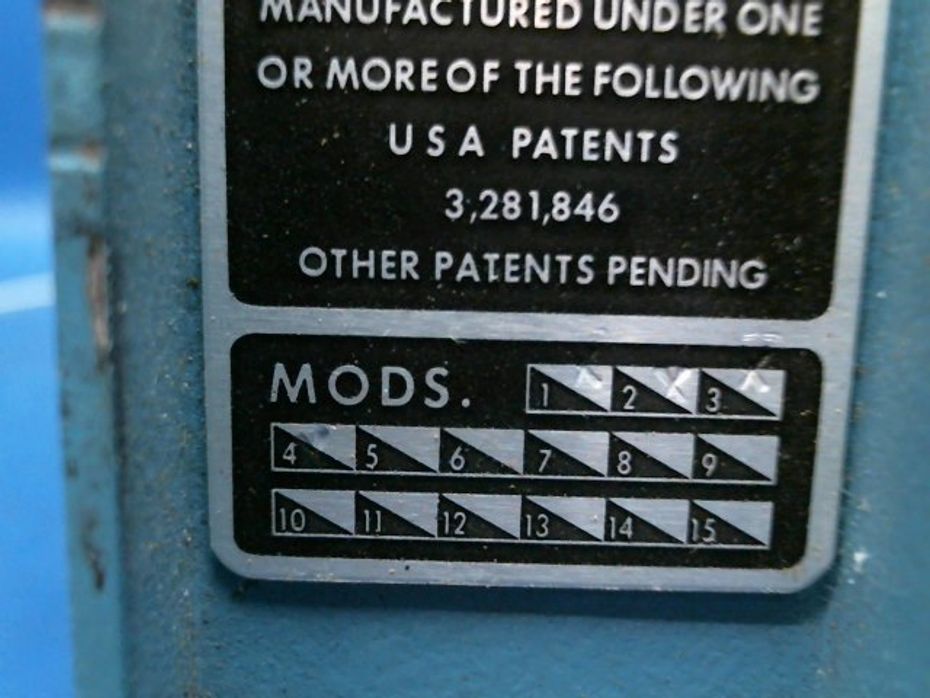 MANUFACTURED UNDER ONE
OR MORE OF THE FOLLOWING
USA PATENTS
3,281,846
OTHER PATENTS PENDING
MODS. 1 2 3
4 5 6 7 8 9
10 11 12 13 14 15